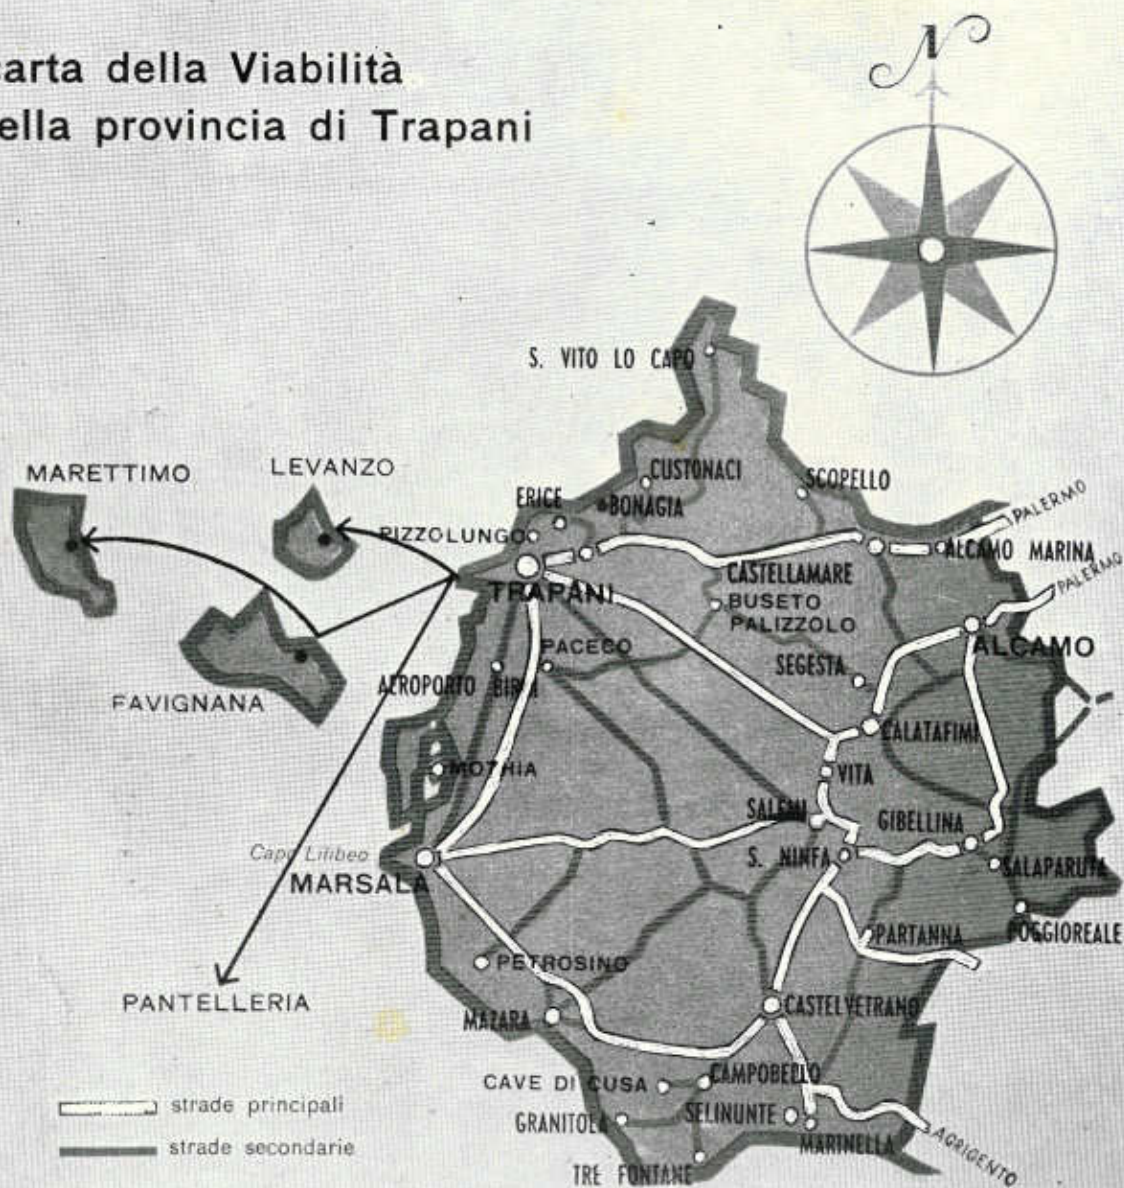 carta della Viabilità
ella provincia di Trapani
N
S. VITO LO CAPO
MARETTIMO
LEVANZO
CUSTONACI
SCOPELLO
ERICE
BONAGIA
PALERMO
PIZZOLUNGO
ALCAMO MARINA
CASTELLAMARE
PALERMO
TRAPANI
BUSETO
PALIZZOLO
PACECO
ALCAMO
SEGESTA
AEROPORTO BIRGI
FAVIGNANA
CALATAFIMI
MOTHIA
VITA
SALEMI
GIBELLINA
Capo Lilibeo
S. NINFA
SALAPARUTA
MARSALA
PARTANNA
POGGIOREALE
PETROSINO
PANTELLERIA
CASTELVETRANO
MAZARA
CAVE DI CUSA
CAMPOBELLO
strade principali
GRANITOLA
SELINUNTE
AGRIGENTO
strade secondarie
MARINELLA
TRE FONTANE